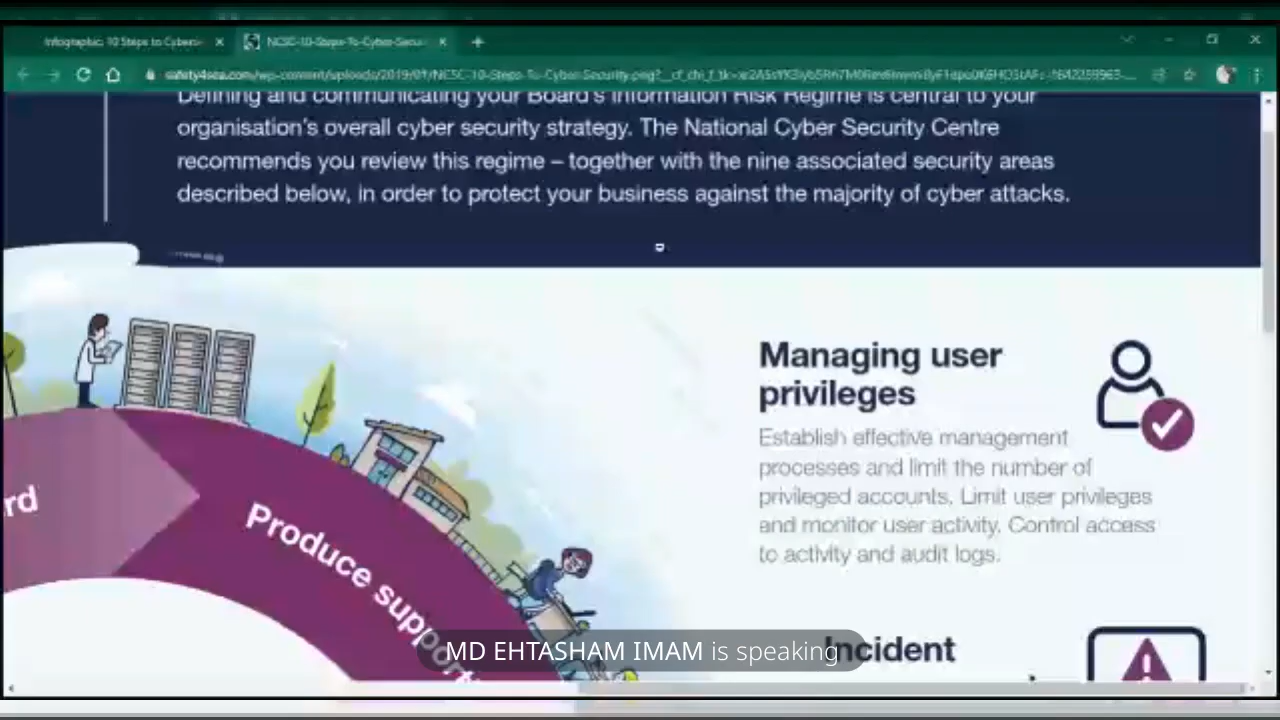 Infographic: 10 Steps to Cyber
NCSC-10-Steps-To-Cyber-Secu
Defining and communicating your Board's Information Risk Regime is central to your
organisation's overall cyber security strategy. The National Cyber Security Centre
recommends you review this regime – together with the nine associated security areas
described below, in order to protect your business against the majority of cyber attacks.
Managing user
privileges
Establish effective management
processes and limit the number of
privileged accounts. Limit user privileges
and monitor user activity. Control access
to activity and audit logs.
rd
Produce supporti
Incident
MD EHTASHAM IMAM is speaking